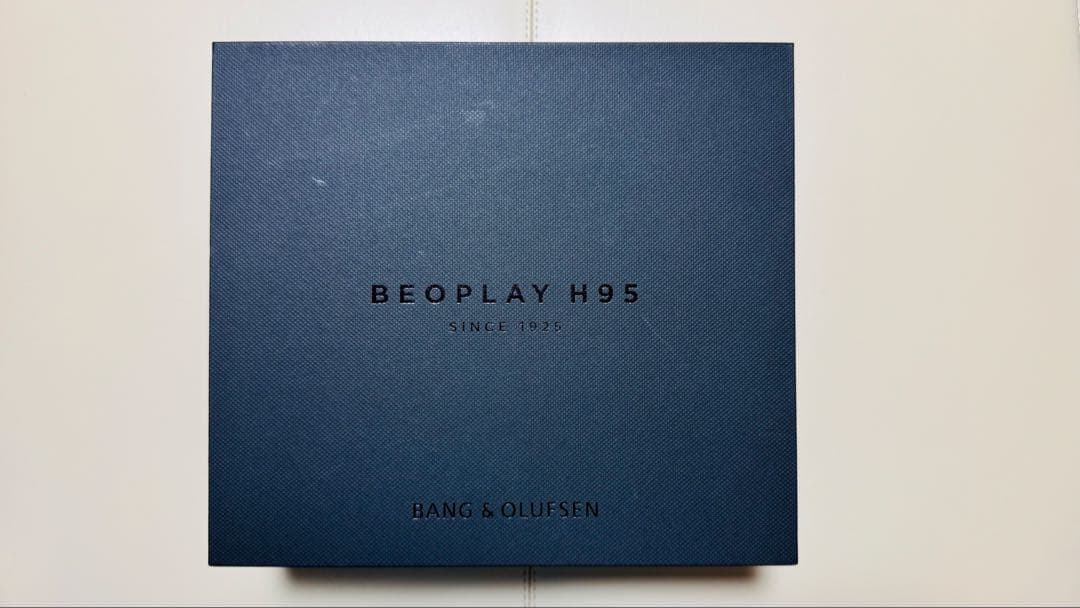 BEOPLAY H95
SINCE 1925
BANG & OLUFSEN